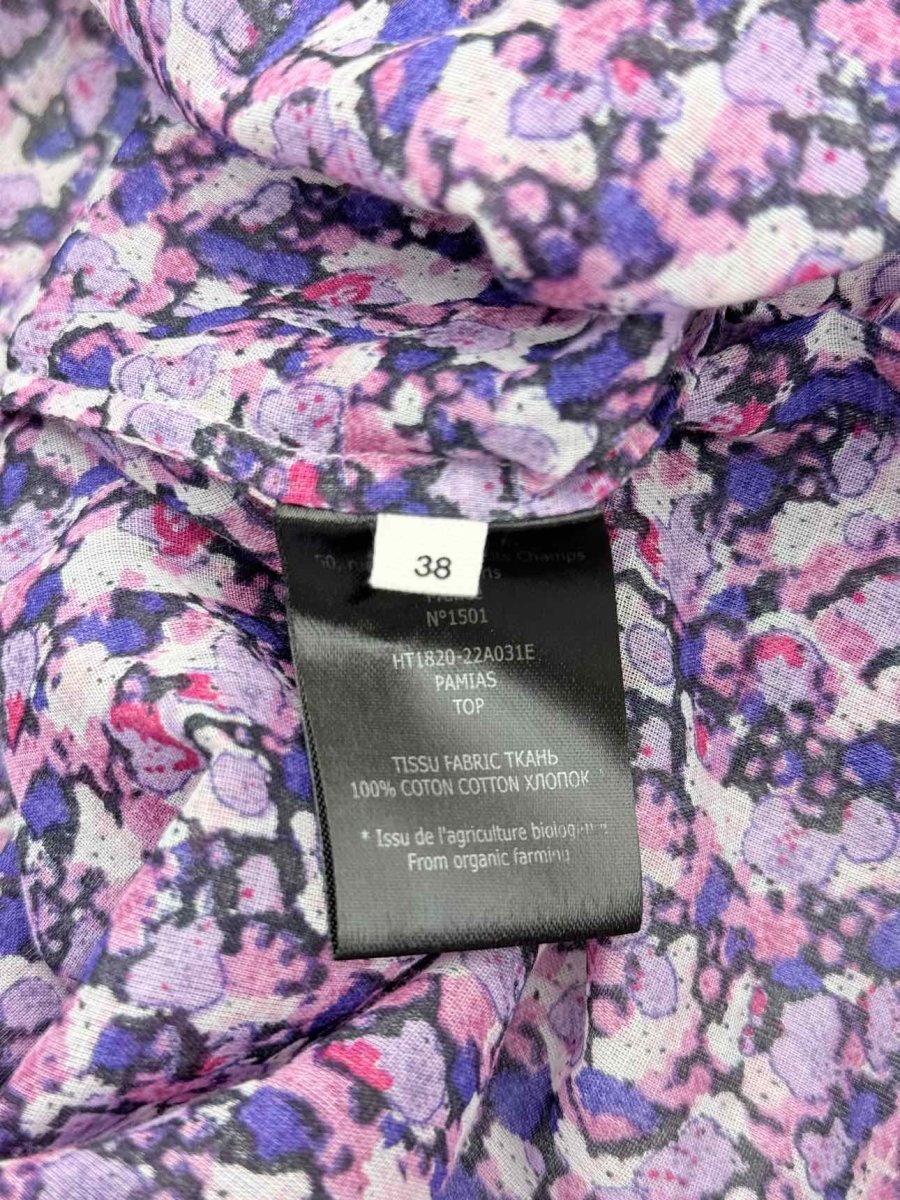 38
Champs
N°1501
HT1820-22A031E
PAMIAS
TOP
TISSU FABRIC ТКАНЬ
100% COTON COTTON ХЛОПОК *
* Issu de l'agriculture biologique
From organic farming